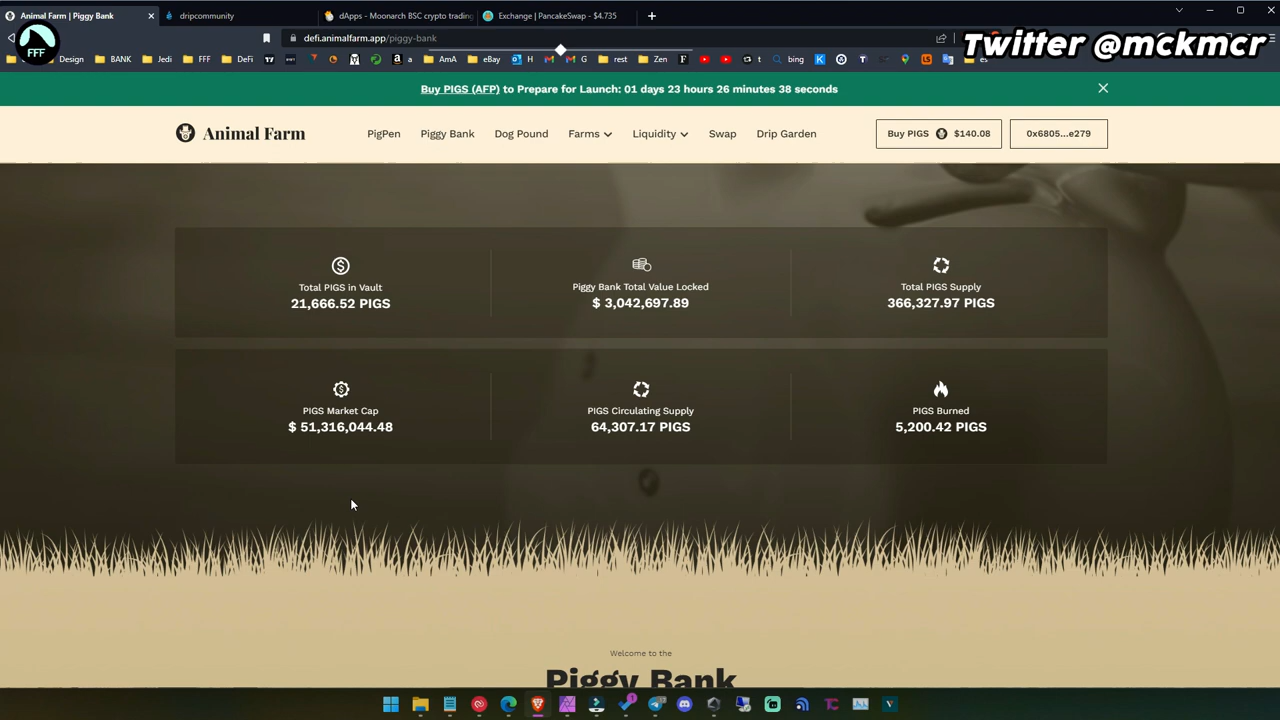 Animal Farm | Piggy Bank
dripcommunity
dApps - Moonarch BSC crypto trading
Exchange | PancakeSwap - $4.735
FFF
defi.animalfarm.app/piggy-bank
Twitter @mckmcr
Design
BANK
Jedi
FFF
DeFi
a
AmA
eBay
H
G
rest
Zen
t
bing
Buy PIGS (AFP) to Prepare for Launch: 01 days 23 hours 26 minutes 38 seconds
Animal Farm
PigPen
Piggy Bank
Dog Pound
Farms
Liquidity
Swap
Drip Garden
Buy PIGS $140.08
0x6805...e279
Total PIGS in Vault
21,666.52 PIGS
Piggy Bank Total Value Locked
$ 3,042,697.89
Total PIGS Supply
366,327.97 PIGS
PIGS Market Cap
$ 51,316,044.48
PIGS Circulating Supply
64,307.17 PIGS
PIGS Burned
5,200.42 PIGS
Welcome to the
Piggy Bank